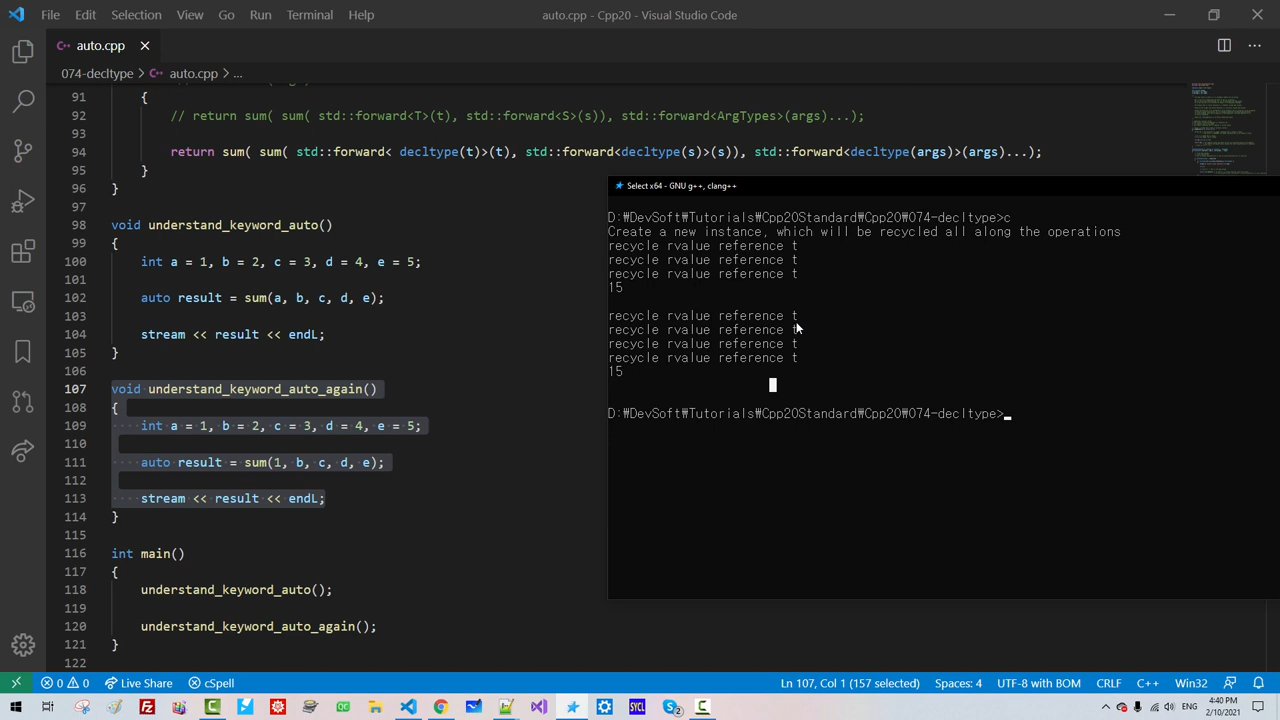 File Edit Selection View Go Run Terminal Help auto.cpp - Cpp20 - Visual Studio Code
auto.cpp
074-decltype > auto.cpp > ...
91 {
92 // return sum( sum( std::forward<T>(t), std::forward<S>(s)), std::forward<ArgTypes>(args)...);
93
94 return sum( sum( std::forward< decltype(t)>(t), std::forward<decltype(s)>(s)), std::forward<decltype(args)>(args)...);
95 }
96 }
97
98 void understand_keyword_auto()
99 {
100 int a = 1, b = 2, c = 3, d = 4, e = 5;
101
102 auto result = sum(a, b, c, d, e);
103
104 stream << result << endL;
105 }
106
107 void understand_keyword_auto_again()
108 {
109 int a = 1, b = 2, c = 3, d = 4, e = 5;
110
111 auto result = sum(1, b, c, d, e);
112
113 stream << result << endL;
114 }
115
116 int main()
117 {
118 understand_keyword_auto();
119
120 understand_keyword_auto_again();
121 }
122
Select x64 - GNU g++, clang++
D:₩DevSoft₩Tutorials₩Cpp20Standard₩Cpp20₩074-decltype>c
Create a new instance, which will be recycled all along the operations
recycle rvalue reference t
recycle rvalue reference t
recycle rvalue reference t
15
recycle rvalue reference t
recycle rvalue reference t
recycle rvalue reference t
recycle rvalue reference t
15
D:₩DevSoft₩Tutorials₩Cpp20Standard₩Cpp20₩074-decltype>
0 0 Live Share cSpell Ln 107, Col 1 (157 selected) Spaces: 4 UTF-8 with BOM CRLF C++ Win32
SYCL ENG 4:40 PM
2/10/2021